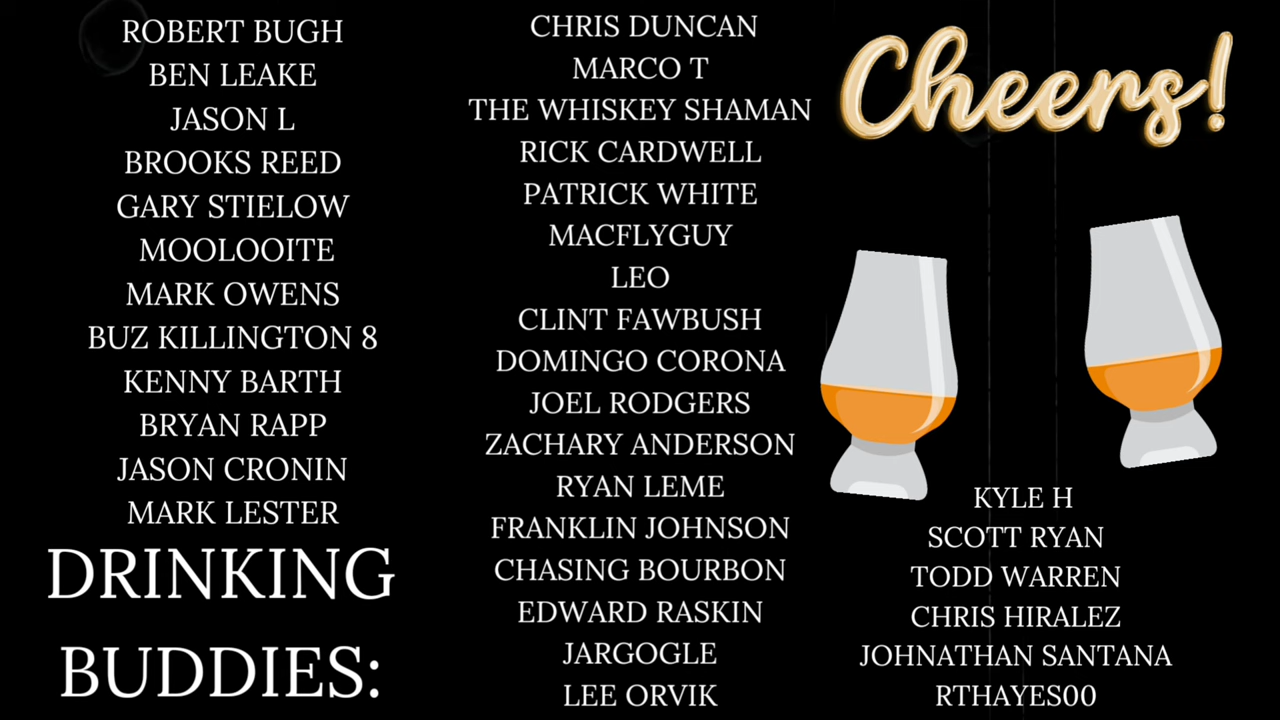 ROBERT BUGH
BEN LEAKE
JASON L
BROOKS REED
GARY STIELOW
MOOLOOITE
MARK OWENS
BUZ KILLINGTON 8
KENNY BARTH
BRYAN RAPP
JASON CRONIN
MARK LESTER
DRINKING
BUDDIES:
CHRIS DUNCAN
MARCO T
THE WHISKEY SHAMAN
RICK CARDWELL
PATRICK WHITE
MACFLYGUY
LEO
CLINT FAWBUSH
DOMINGO CORONA
JOEL RODGERS
ZACHARY ANDERSON
RYAN LEME
FRANKLIN JOHNSON
CHASING BOURBON
EDWARD RASKIN
JARGOGLE
LEE ORVIK
Cheers!
KYLE H
SCOTT RYAN
TODD WARREN
CHRIS HIRALEZ
JOHNATHAN SANTANA
RTHAYES00